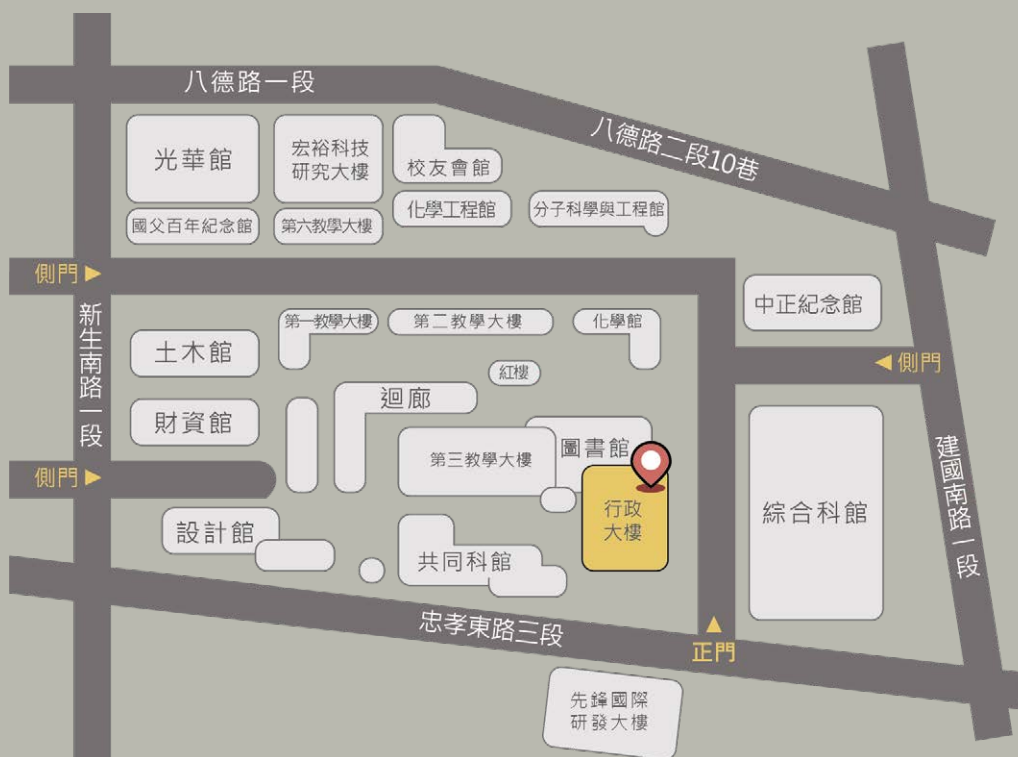 八德路一段
八德路二段10巷
光華館
宏裕科技
研究大樓
校友會館
國父百年紀念館
第六教學大樓
化學工程館
分子科學與工程館
側門
新生南路一段
中正紀念館
第一教學大樓
第二教學大樓
化學館
土木館
紅樓
側門
迴廊
財資館
圖書館
第三教學大樓
建國南路一段
側門
行政
大樓
綜合科館
設計館
共同科館
忠孝東路三段
正門
先鋒國際
研發大樓